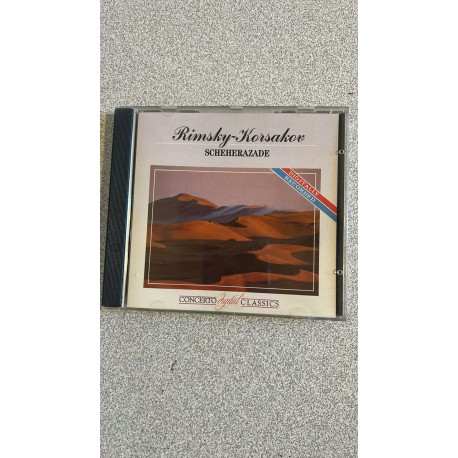 Rimsky-Korsakov
SCHEHERAZADE
DIGITALLY
RECORDED
CONCERTO digital CLASSICS